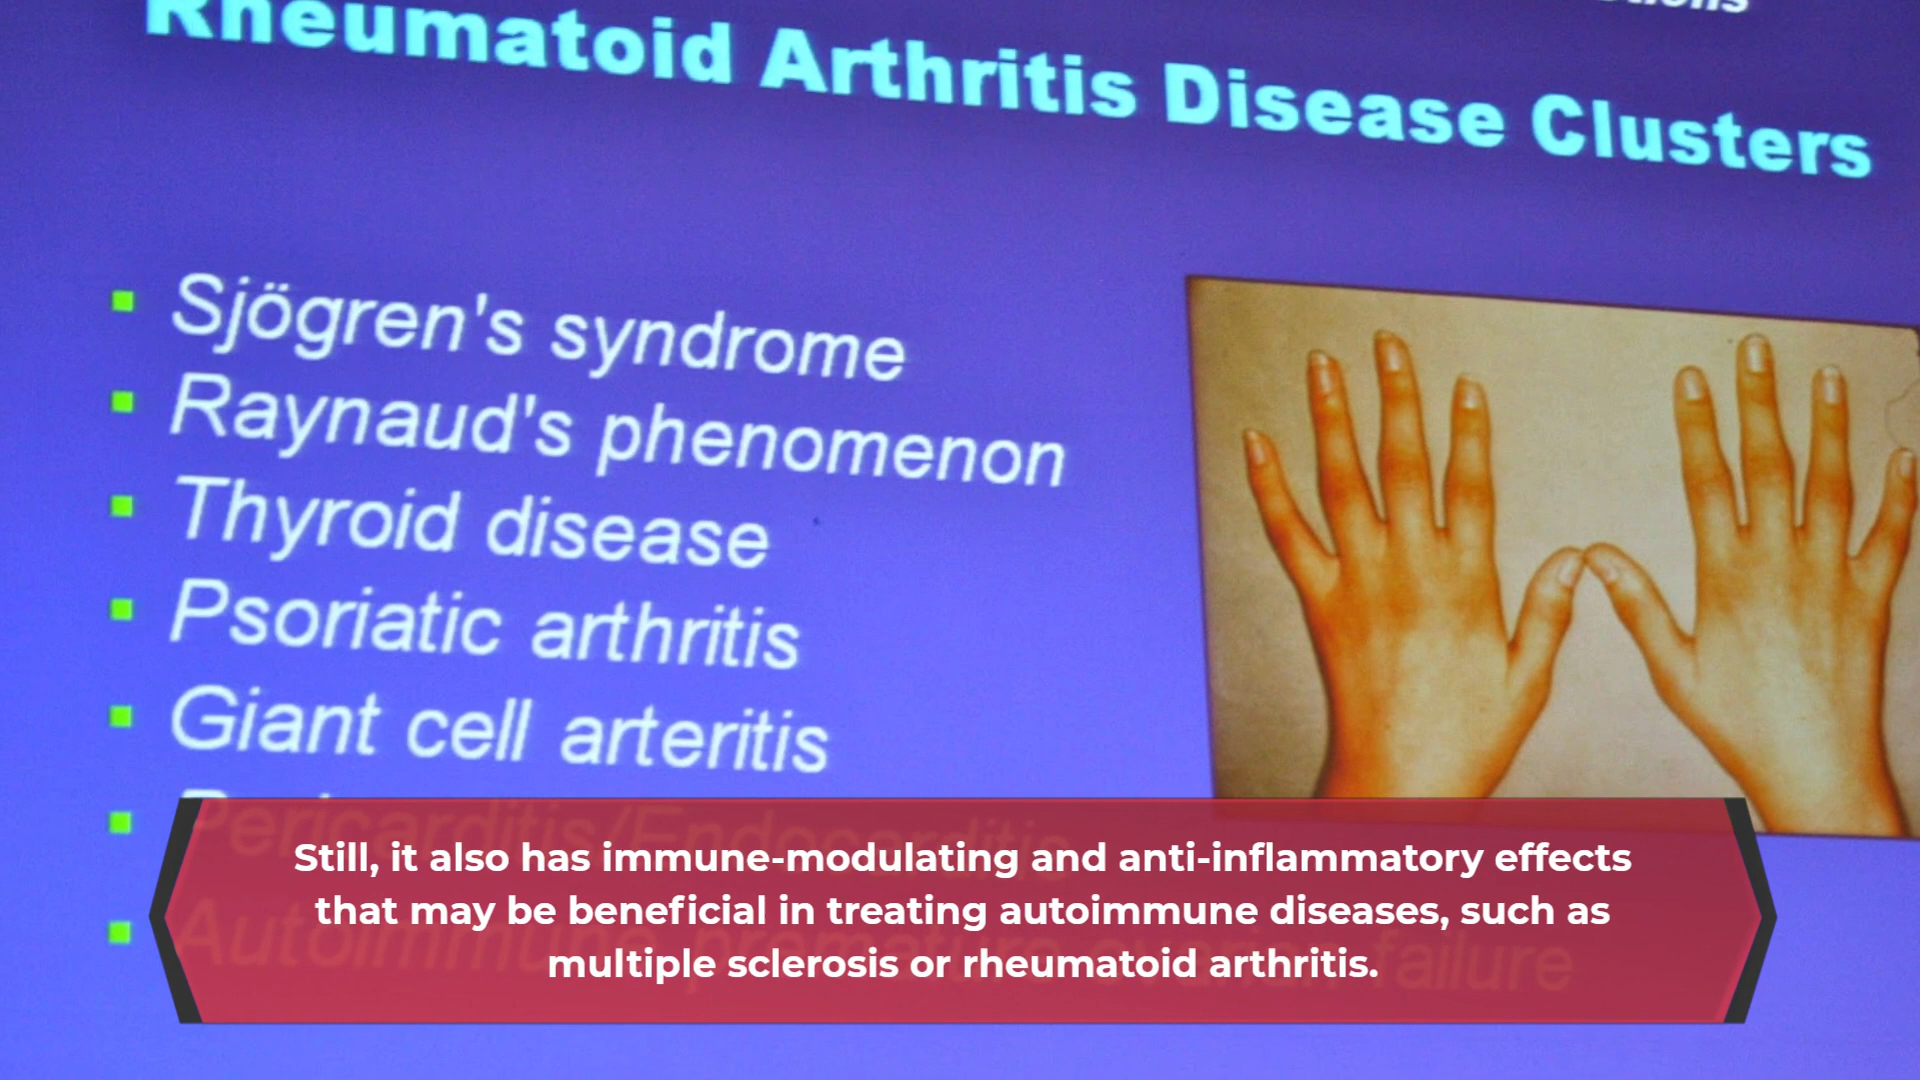 Rheumatoid Arthritis Disease Clusters
Sjögren's syndrome
Raynaud's phenomenon
Thyroid disease
Psoriatic arthritis
Giant cell arteritis
Pericarditis/Endocarditis
Autoimmune premature ovarian failure
Still, it also has immune-modulating and anti-inflammatory effects
that may be beneficial in treating autoimmune diseases, such as
multiple sclerosis or rheumatoid arthritis.